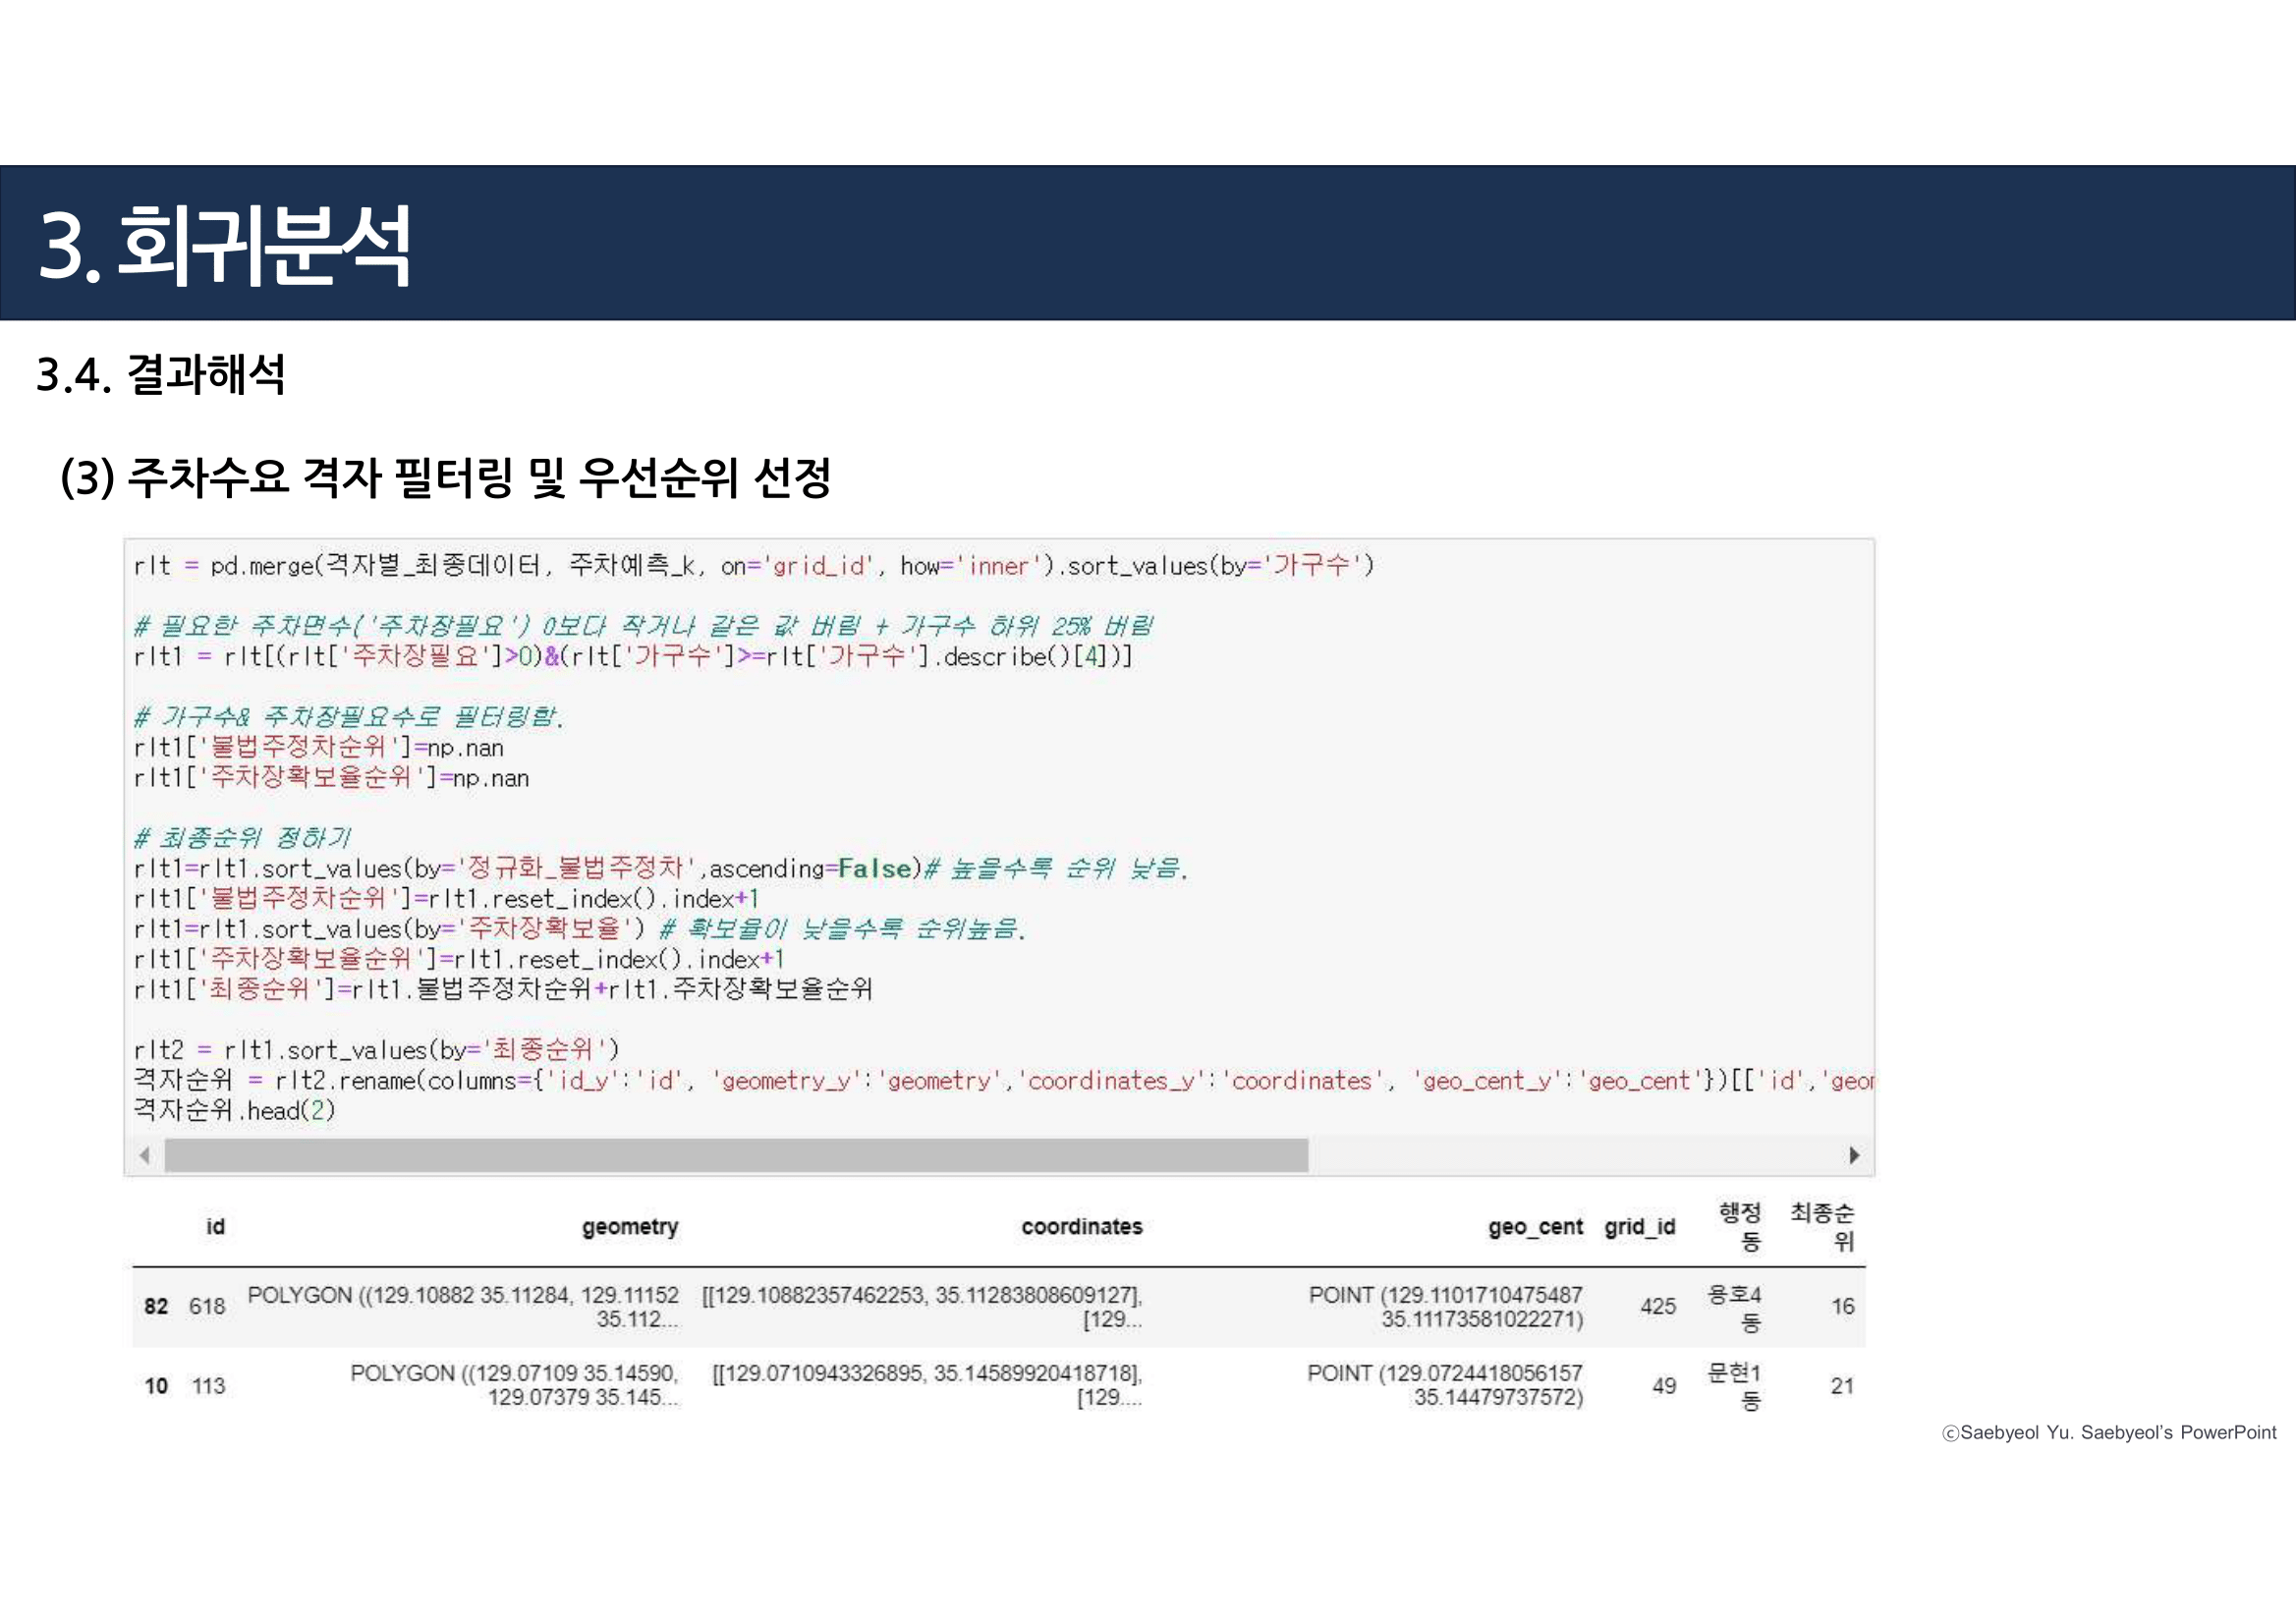 3. 회귀분석
3.4. 결과해석
(3) 주차수요 격자 필터링 및 우선순위 선정
rlt = pd.merge(격자별_최종데이터, 주차예측_k, on='grid_id', how='inner').sort_values(by='가구수')
# 필요한 주차면수('주차장필요') 0보다 작거나 같은 값 버림 + 가구수 하위 25% 버림
rlt1 = rlt[(rlt['주차장필요']>0)&(rlt['가구수']>=rlt['가구수'].describe()[4])]
# 가구수& 주차장필요수로 필터링함.
rlt1['불법주정차순위']=np.nan
rlt1['주차장확보율순위']=np.nan
# 최종순위 정하기
rlt1=rlt1.sort_values(by='정규화_불법주정차',ascending=False)# 높을수록 순위 낮음.
rlt1['불법주정차순위']=rlt1.reset_index().index+1
rlt1=rlt1.sort_values(by='주차장확보율') # 확보율이 낮을수록 순위높음.
rlt1['주차장확보율순위']=rlt1.reset_index().index+1
rlt1['최종순위']=rlt1.불법주정차순위+rlt1.주차장확보율순위
rlt2 = rlt1.sort_values(by='최종순위')
격자순위 = rlt2.rename(columns={'id_y':'id', 'geometry_y':'geometry','coordinates_y':'coordinates', 'geo_cent_y':'geo_cent'})[['id','geor
격자순위.head(2)
id geometry coordinates geo_cent grid_id 행정 최종순
동 위
82 618 POLYGON ((129.10882 35.11284, 129.11152 [[129.10882357462253, 35.11283808609127], POINT (129.1101710475487 425 용호4 16
35.112... [129... 35.11173581022271) 동
10 113 POLYGON ((129.07109 35.14590, [[129.0710943326895, 35.14589920418718], POINT (129.0724418056157 49 문현1 21
129.07379 35.145... [129.... 35.14479737572) 동
ⓒSaebyeol Yu. Saebyeol's PowerPoint